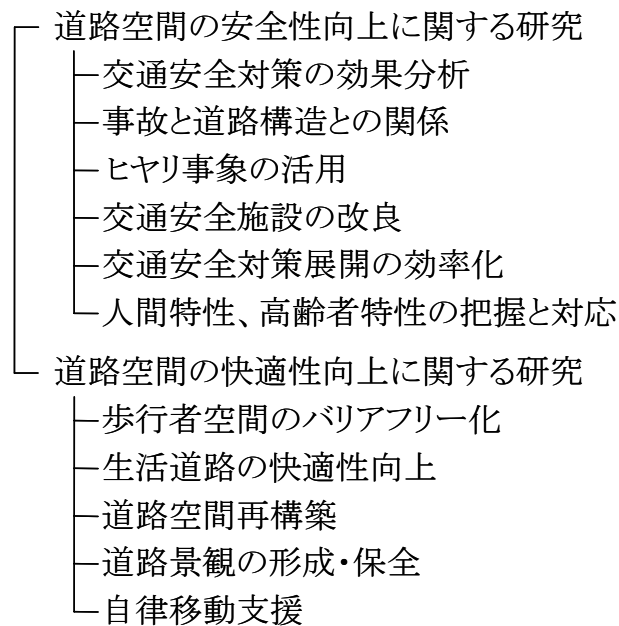 道路空間の安全性向上に関する研究
交通安全対策の効果分析
事故と道路構造との関係
ヒヤリ事象の活用
交通安全施設の改良
交通安全対策展開の効率化
人間特性、高齢者特性の把握と対応
道路空間の快適性向上に関する研究
歩行者空間のバリアフリー化
生活道路の快適性向上
道路空間再構築
道路景観の形成・保全
自律移動支援